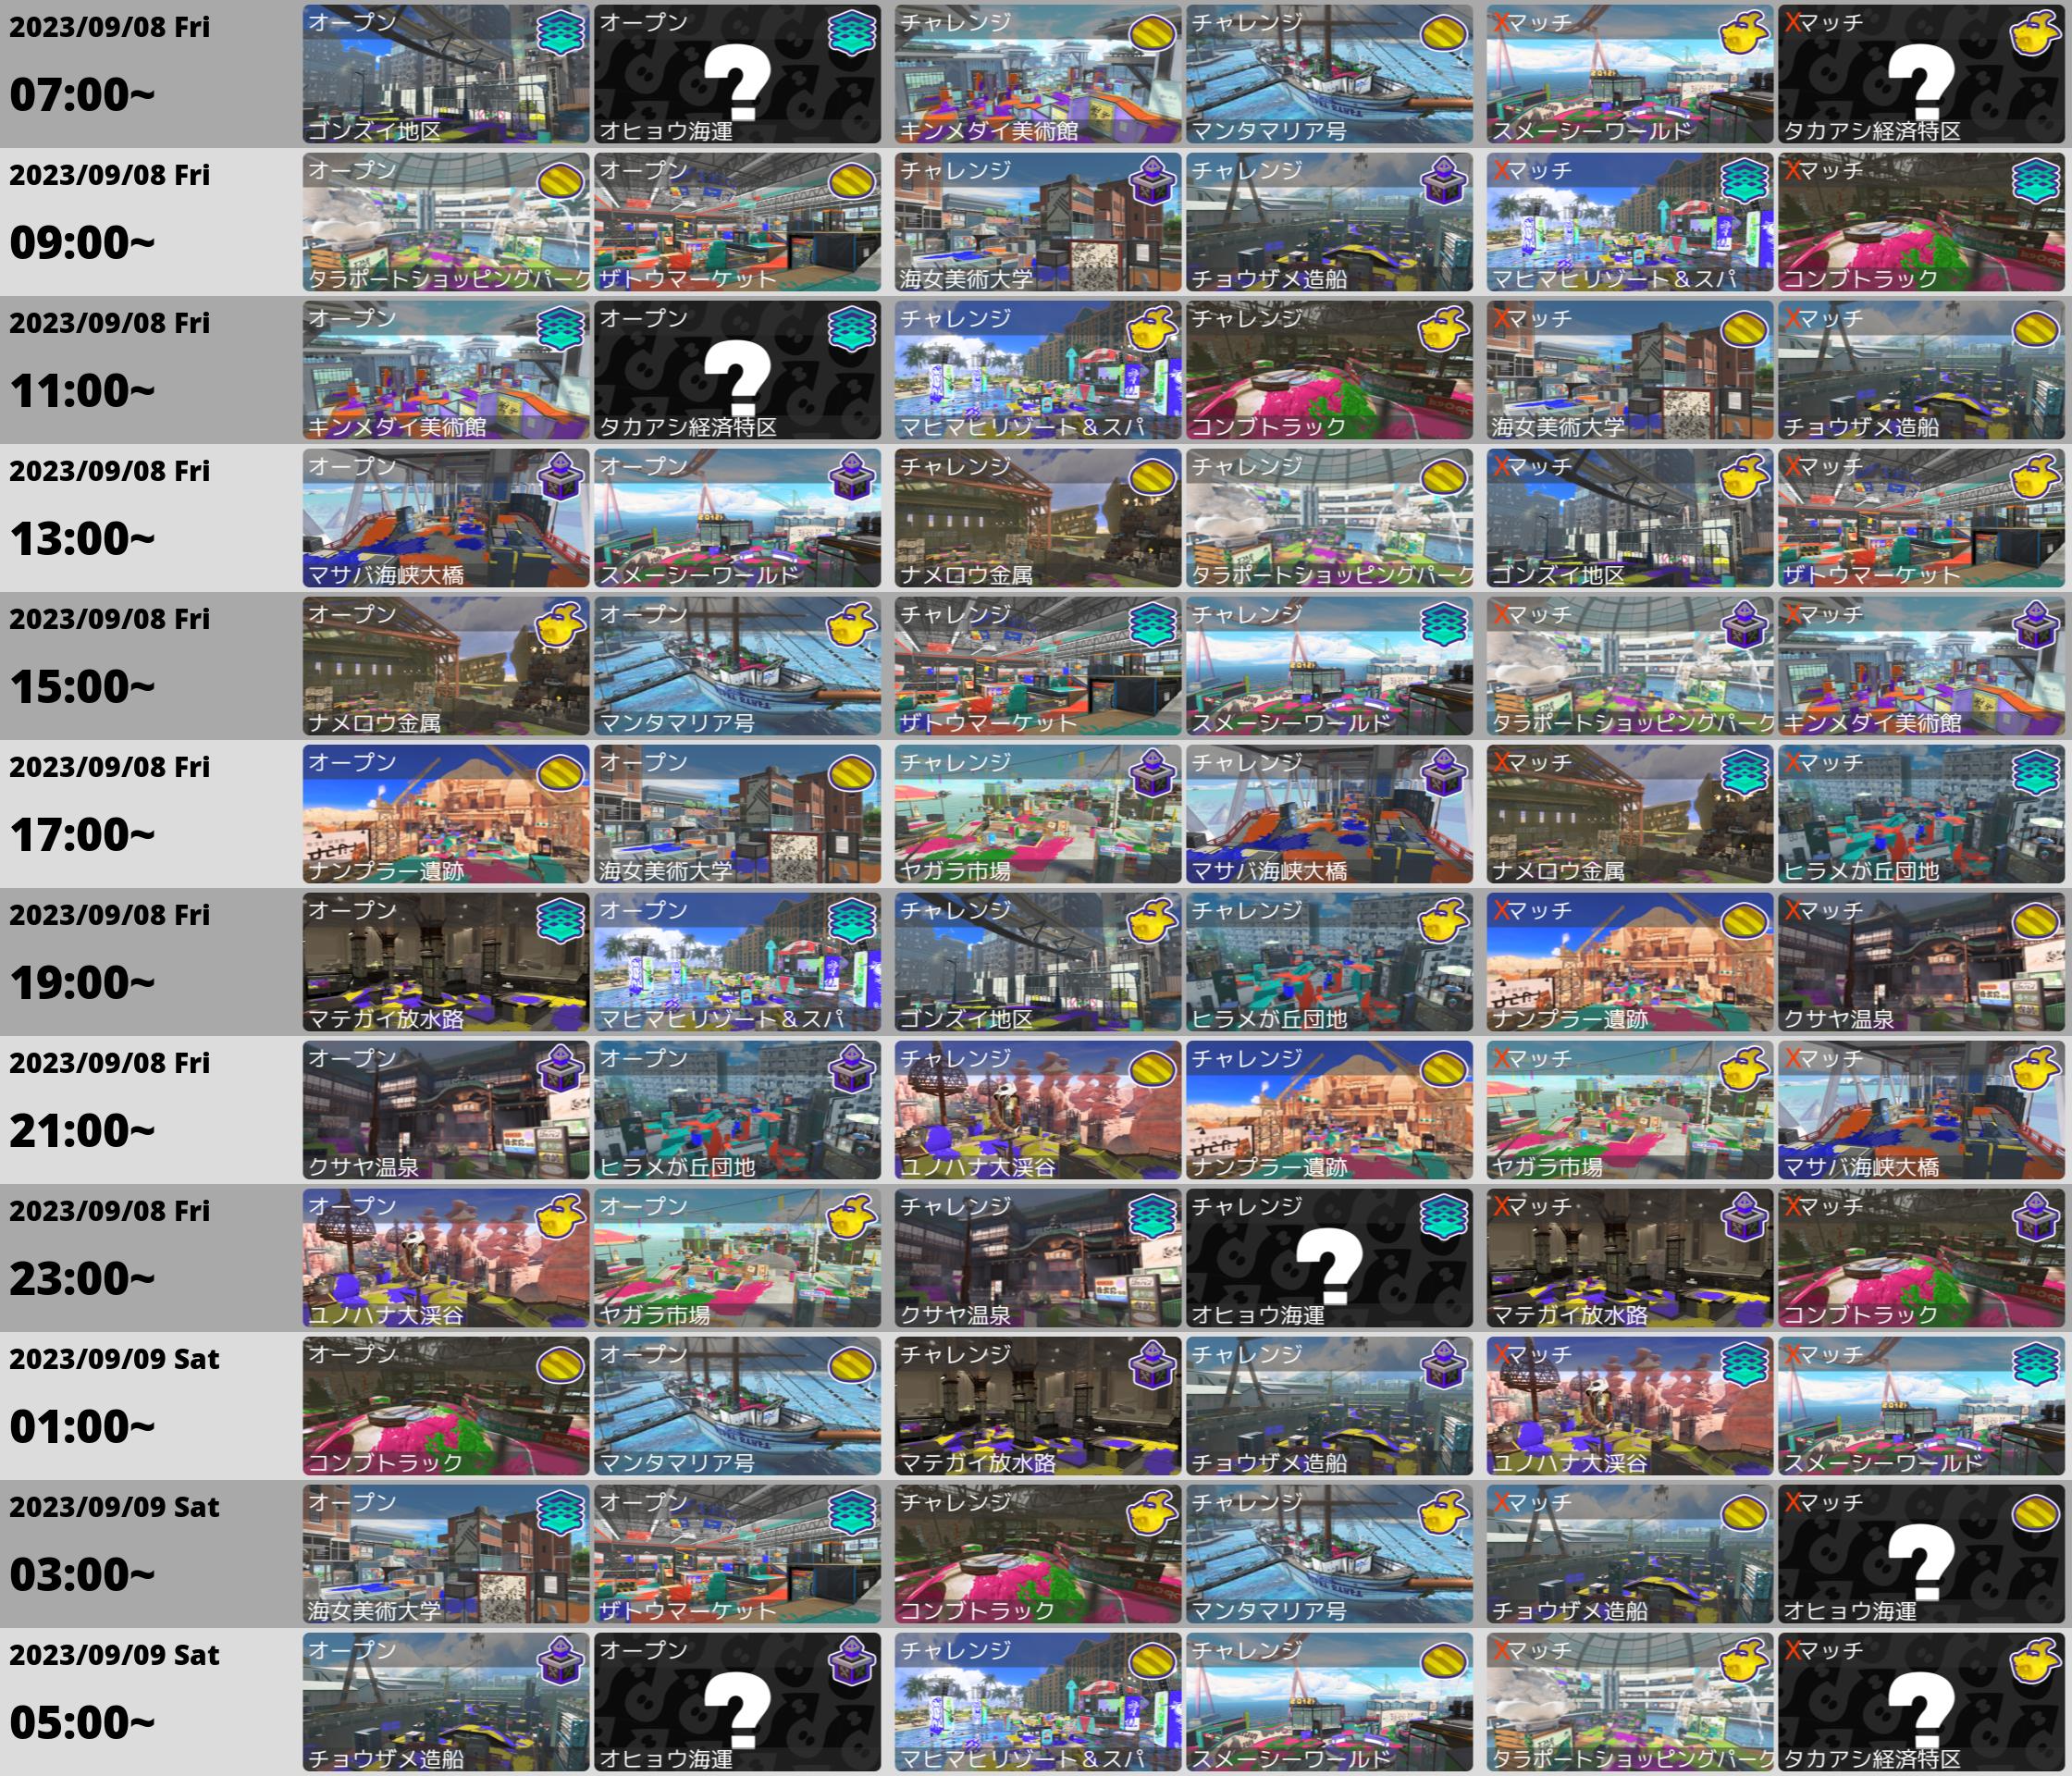 2023/09/08 Fri
07:00~
オープン
ゴンズイ地区
オープン
オヒョウ海運
チャレンジ
キンメダイ美術館
チャレンジ
マンタマリア号
Xマッチ
スメーシーワールド
Xマッチ
タカアシ経済特区
2023/09/08 Fri
09:00~
オープン
タラポートショッピングパーク
オープン
ザトウマーケット
チャレンジ
海女美術大学
チャレンジ
チョウザメ造船
Xマッチ
マヒマヒリゾート＆スパ
Xマッチ
コンブトラック
2023/09/08 Fri
11:00~
オープン
キンメダイ美術館
オープン
タカアシ経済特区
チャレンジ
マヒマヒリゾート＆スパ
チャレンジ
コンブトラック
Xマッチ
海女美術大学
Xマッチ
チョウザメ造船
2023/09/08 Fri
13:00~
オープン
マサバ海峡大橋
オープン
スメーシーワールド
チャレンジ
ナメロウ金属
チャレンジ
タラポートショッピングパーク
Xマッチ
ゴンズイ地区
Xマッチ
ザトウマーケット
2023/09/08 Fri
15:00~
オープン
ナメロウ金属
オープン
マンタマリア号
チャレンジ
ザトウマーケット
チャレンジ
スメーシーワールド
Xマッチ
タラポートショッピングパーク
Xマッチ
キンメダイ美術館
2023/09/08 Fri
17:00~
オープン
ナンプラー遺跡
オープン
海女美術大学
チャレンジ
ヤガラ市場
チャレンジ
マサバ海峡大橋
Xマッチ
ナメロウ金属
Xマッチ
ヒラメが丘団地
2023/09/08 Fri
19:00~
オープン
マテガイ放水路
オープン
マヒマヒリゾート＆スパ
チャレンジ
ゴンズイ地区
チャレンジ
ヒラメが丘団地
Xマッチ
ナンプラー遺跡
Xマッチ
クサヤ温泉
2023/09/08 Fri
21:00~
オープン
クサヤ温泉
オープン
ヒラメが丘団地
チャレンジ
ユノハナ大渓谷
チャレンジ
ナンプラー遺跡
Xマッチ
ヤガラ市場
Xマッチ
マサバ海峡大橋
2023/09/08 Fri
23:00~
オープン
ユノハナ大渓谷
オープン
ヤガラ市場
チャレンジ
クサヤ温泉
チャレンジ
オヒョウ海運
Xマッチ
マテガイ放水路
Xマッチ
コンブトラック
2023/09/09 Sat
01:00~
オープン
コンブトラック
オープン
マンタマリア号
チャレンジ
マテガイ放水路
チャレンジ
チョウザメ造船
Xマッチ
ユノハナ大渓谷
Xマッチ
スメーシーワールド
2023/09/09 Sat
03:00~
オープン
海女美術大学
オープン
ザトウマーケット
チャレンジ
コンブトラック
チャレンジ
マンタマリア号
Xマッチ
チョウザメ造船
Xマッチ
オヒョウ海運
2023/09/09 Sat
05:00~
オープン
チョウザメ造船
オープン
オヒョウ海運
チャレンジ
マヒマヒリゾート＆スパ
チャレンジ
スメーシーワールド
Xマッチ
タラポートショッピングパーク
Xマッチ
タカアシ経済特区